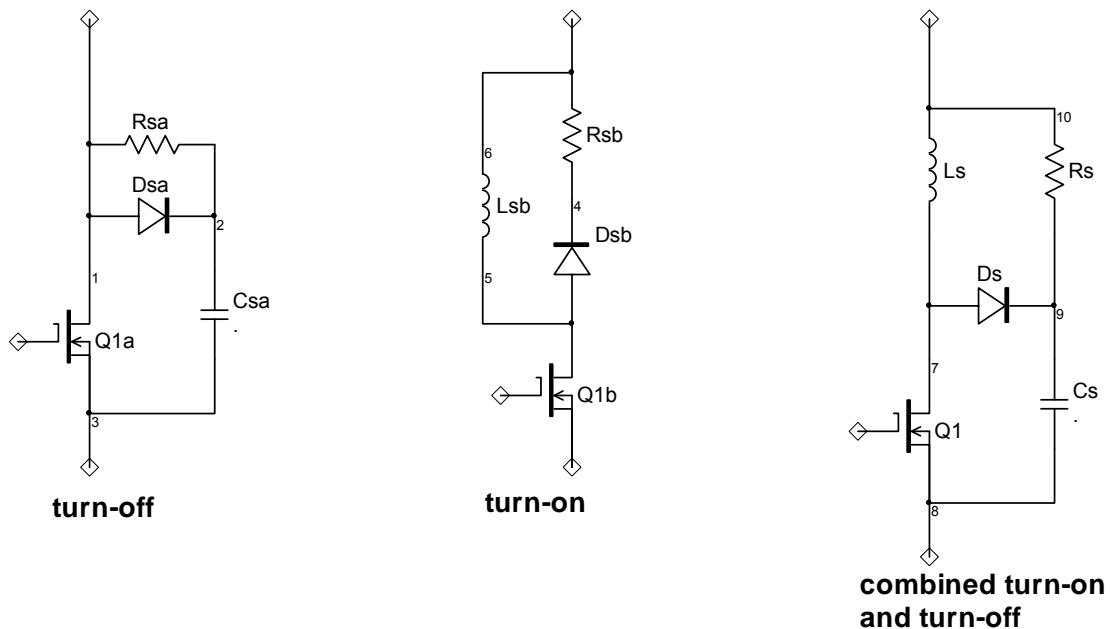 Rsa
Dsa
2
1
Csa
.
Q1a
3
turn-off
Rsb
6
Lsb
4
Dsb
5
Q1b
turn-on
10
Ls
Rs
Ds
9
7
Cs
.
Q1
8
combined turn-on
and turn-off